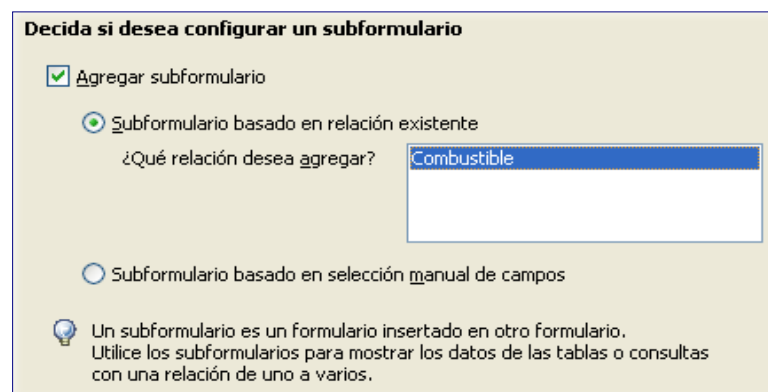 Decida si desea configurar un subformulario
Agregar subformulario
Subformulario basado en relación existente
¿Qué relación desea agregar?
Combustible
Subformulario basado en selección manual de campos
Un subformulario es un formulario insertado en otro formulario.
Utilice los subformularios para mostrar los datos de las tablas o consultas
con una relación de uno a varios.